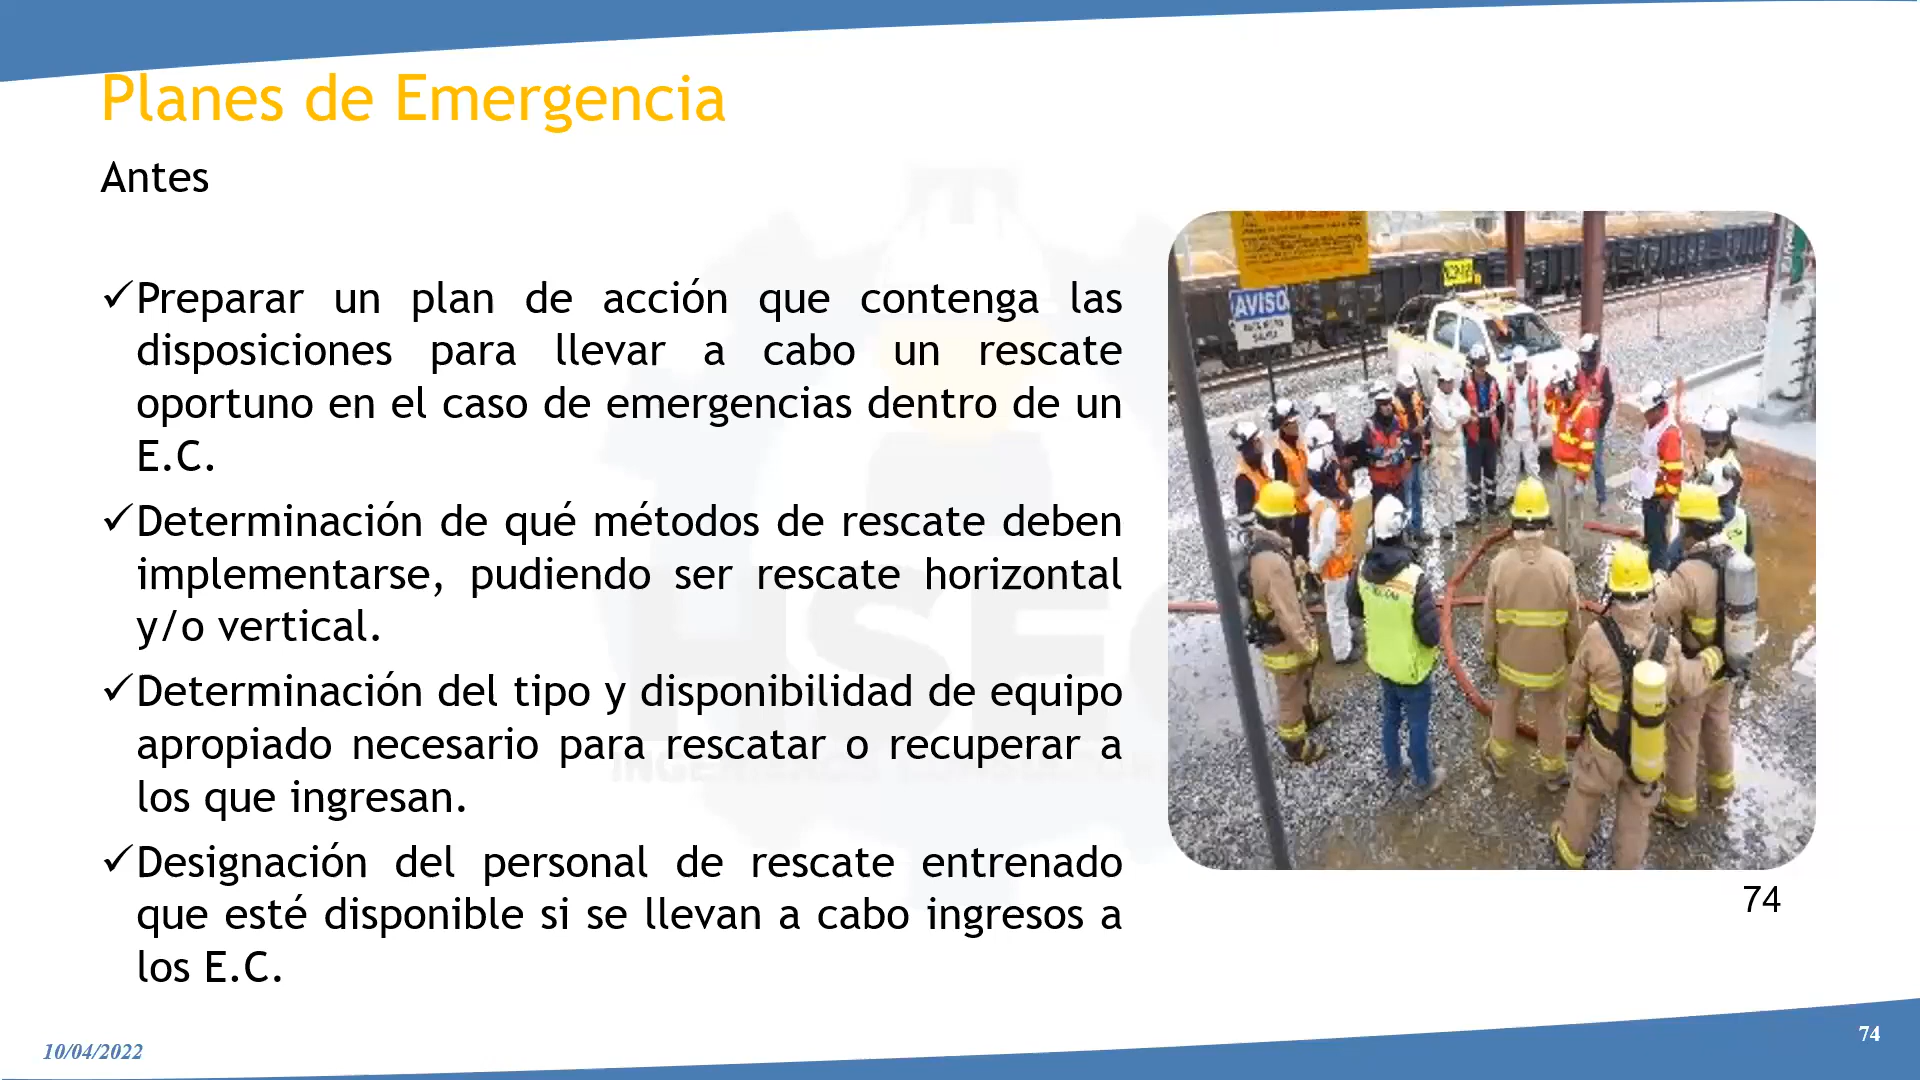 Planes de Emergencia
Antes
✓Preparar un plan de acción que contenga las
disposiciones para llevar a cabo un rescate
oportuno en el caso de emergencias dentro de un
E.C.
✓Determinación de qué métodos de rescate deben
implementarse, pudiendo ser rescate horizontal
y/o vertical.
✓Determinación del tipo y disponibilidad de equipo
apropiado necesario para rescatar o recuperar a
los que ingresan.
✓Designación del personal de rescate entrenado
que esté disponible si se llevan a cabo ingresos a
los E.C.
AVISO
74
10/04/2022
74